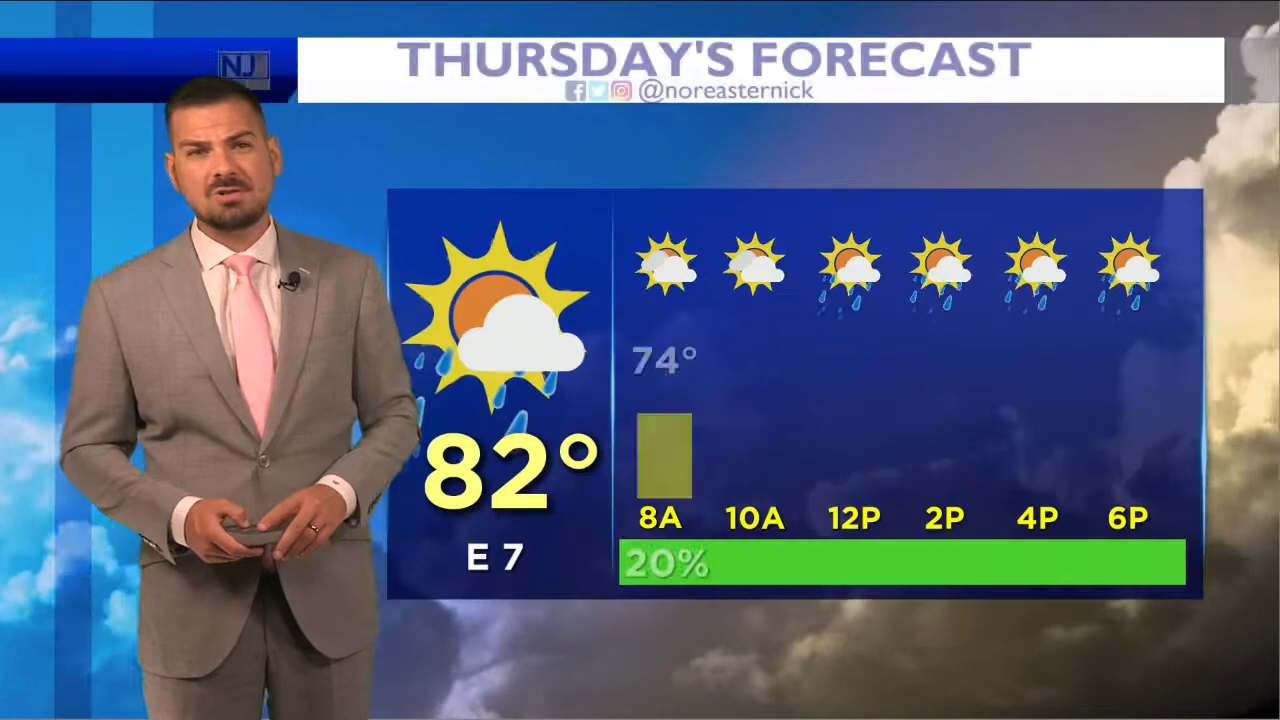 NJ
THURSDAY'S FORECAST
@noreasternick
82°
E 7
74°
8A 10A 12P 2P 4P 6P
20%